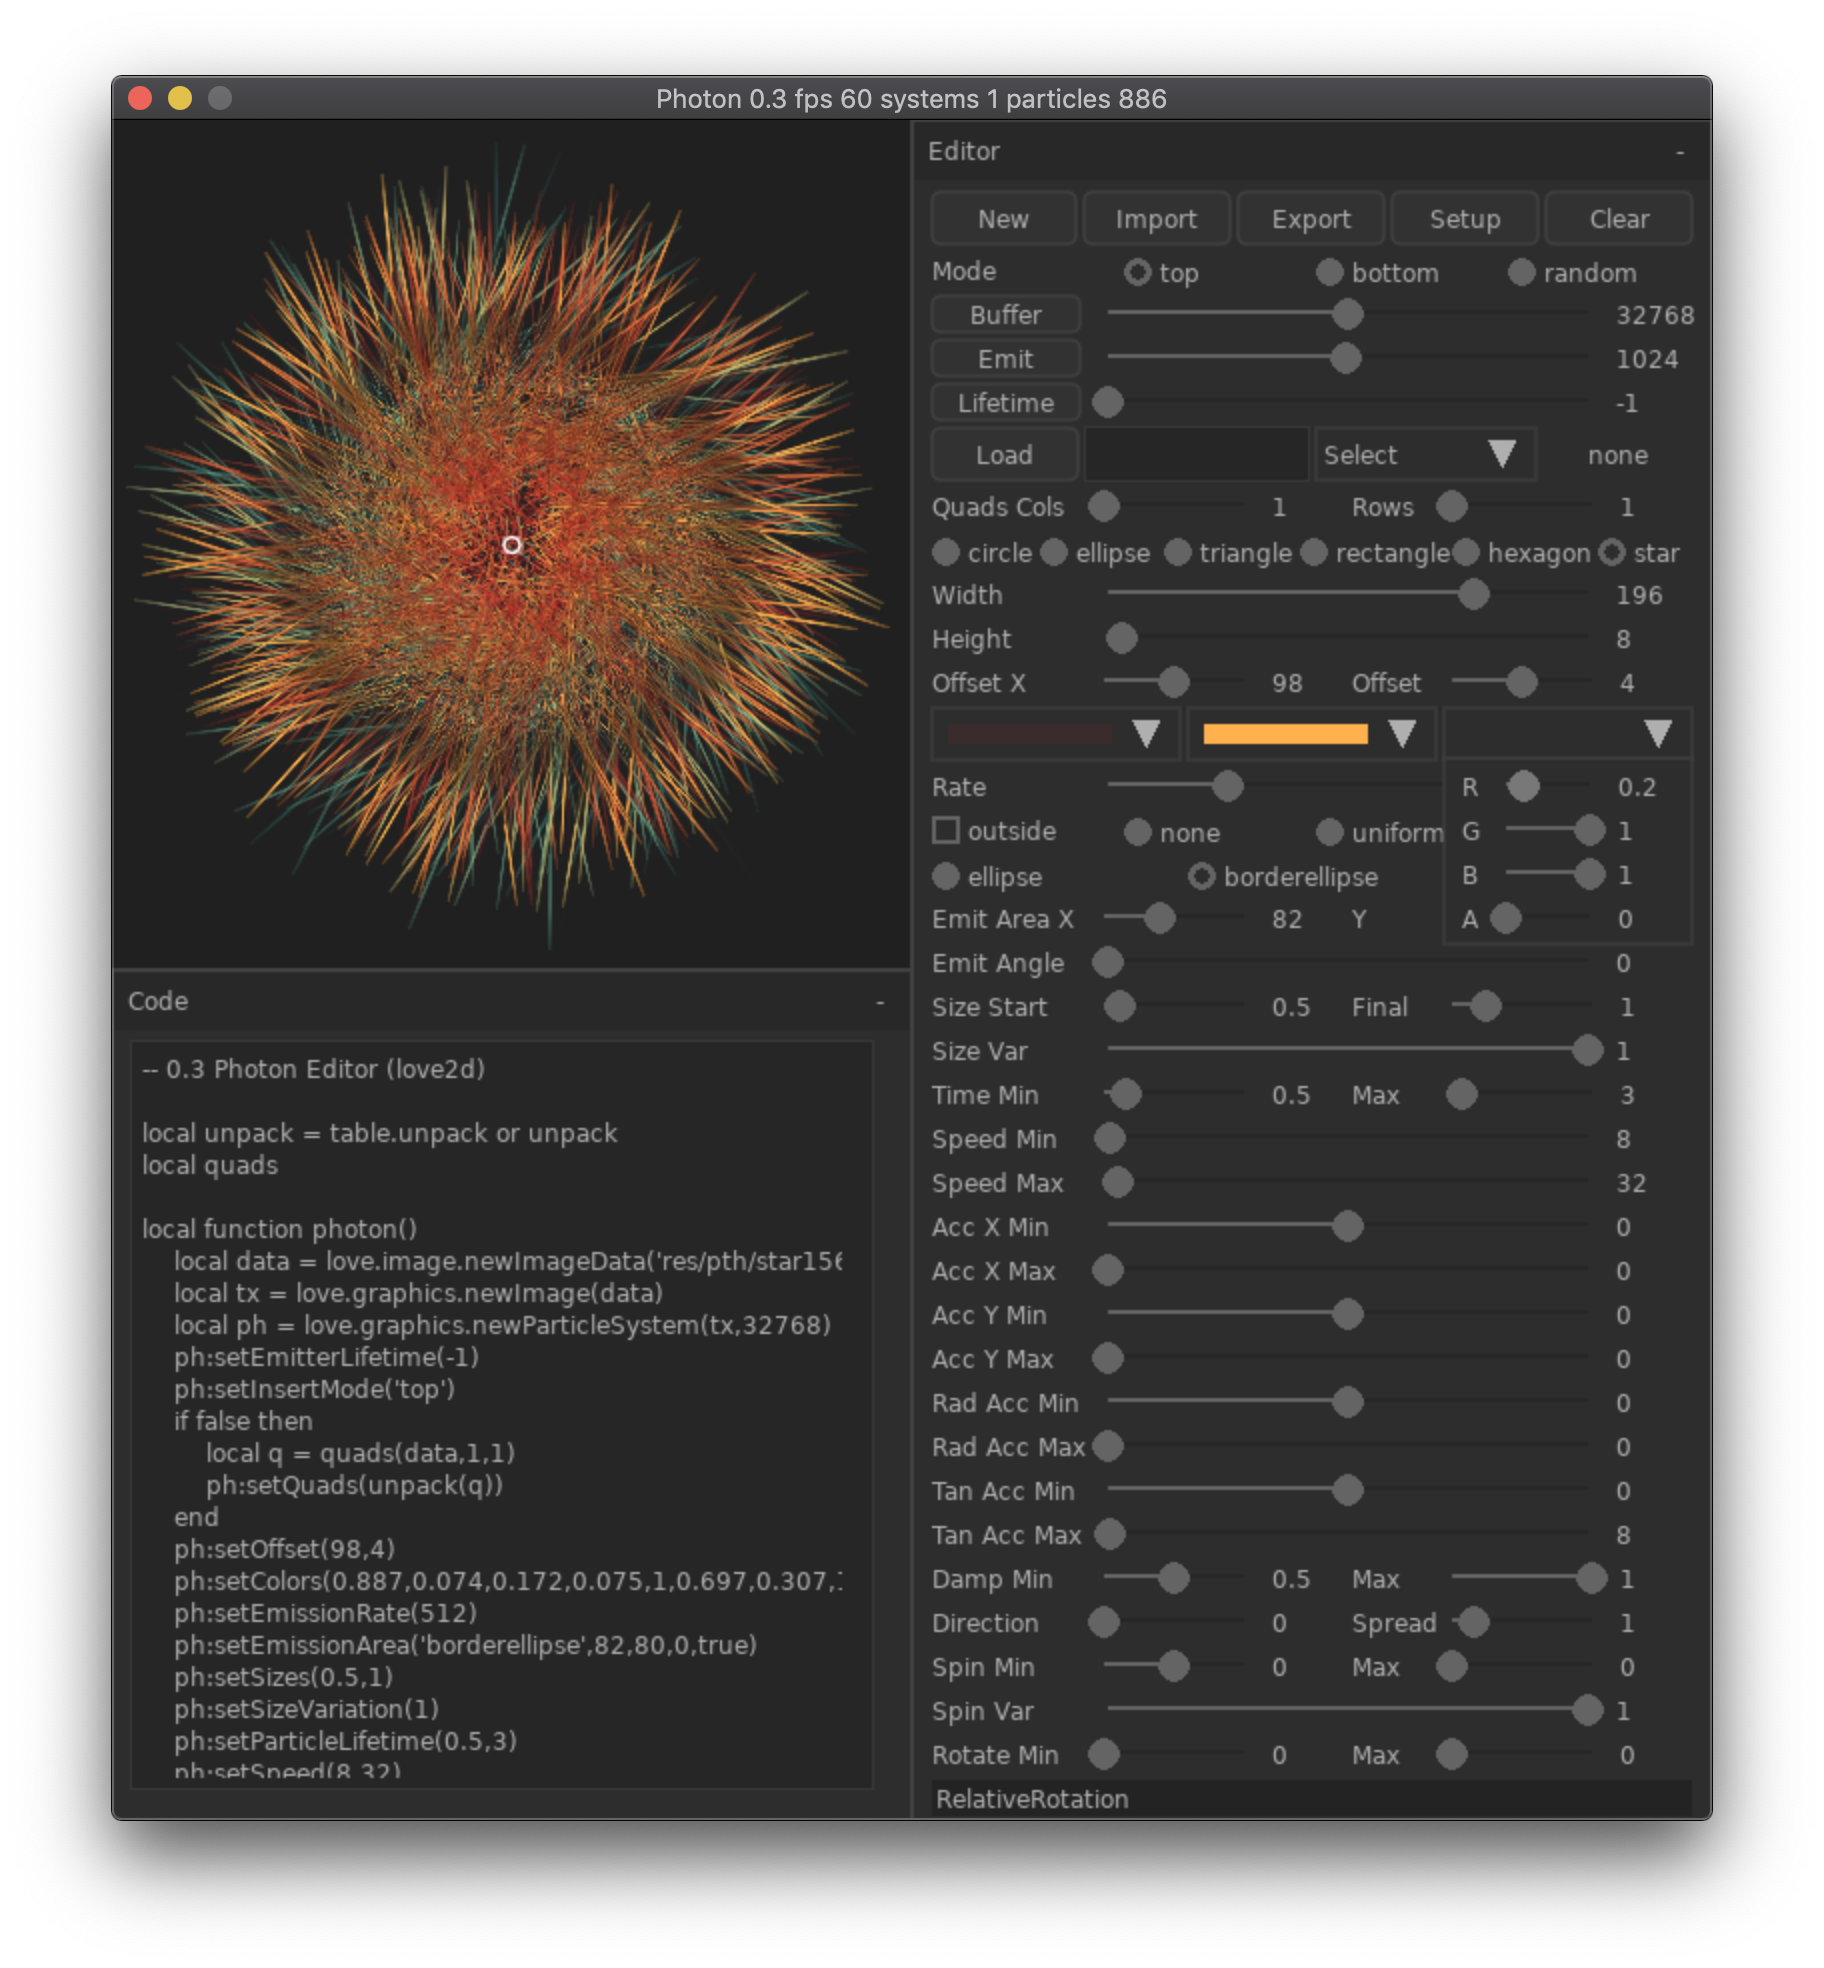 Photon 0.3 fps 60 systems 1 particles 886
Editor -
New Import Export Setup Clear
Mode top bottom random
Buffer 32768
Emit 1024
Lifetime -1
Load Select none
Quads Cols 1 Rows 1
circle ellipse triangle rectangle hexagon star
Width 196
Height 8
Offset X 98 Offset 4
Rate R 0.2
outside none uniform G 1
ellipse borderellipse B 1
Emit Area X 82 Y A 0
Emit Angle 0
Size Start 0.5 Final 1
Size Var 1
Time Min 0.5 Max 3
Speed Min 8
Speed Max 32
Acc X Min 0
Acc X Max 0
Acc Y Min 0
Acc Y Max 0
Rad Acc Min 0
Rad Acc Max 0
Tan Acc Min 0
Tan Acc Max 8
Damp Min 0.5 Max 1
Direction 0 Spread 1
Spin Min 0 Max 0
Spin Var 1
Rotate Min 0 Max 0
RelativeRotation
Code -
-- 0.3 Photon Editor (love2d)
local unpack = table.unpack or unpack
local quads
local function photon()
local data = love.image.newImageData('res/pth/star156
local tx = love.graphics.newImage(data)
local ph = love.graphics.newParticleSystem(tx,32768)
ph:setEmitterLifetime(-1)
ph:setInsertMode('top')
if false then
local q = quads(data,1,1)
ph:setQuads(unpack(q))
end
ph:setOffset(98,4)
ph:setColors(0.887,0.074,0.172,0.075,1,0.697,0.307,
ph:setEmissionRate(512)
ph:setEmissionArea('borderellipse',82,80,0,true)
ph:setSizes(0.5,1)
ph:setSizeVariation(1)
ph:setParticleLifetime(0.5,3)
ph:setSpeed(8,32)